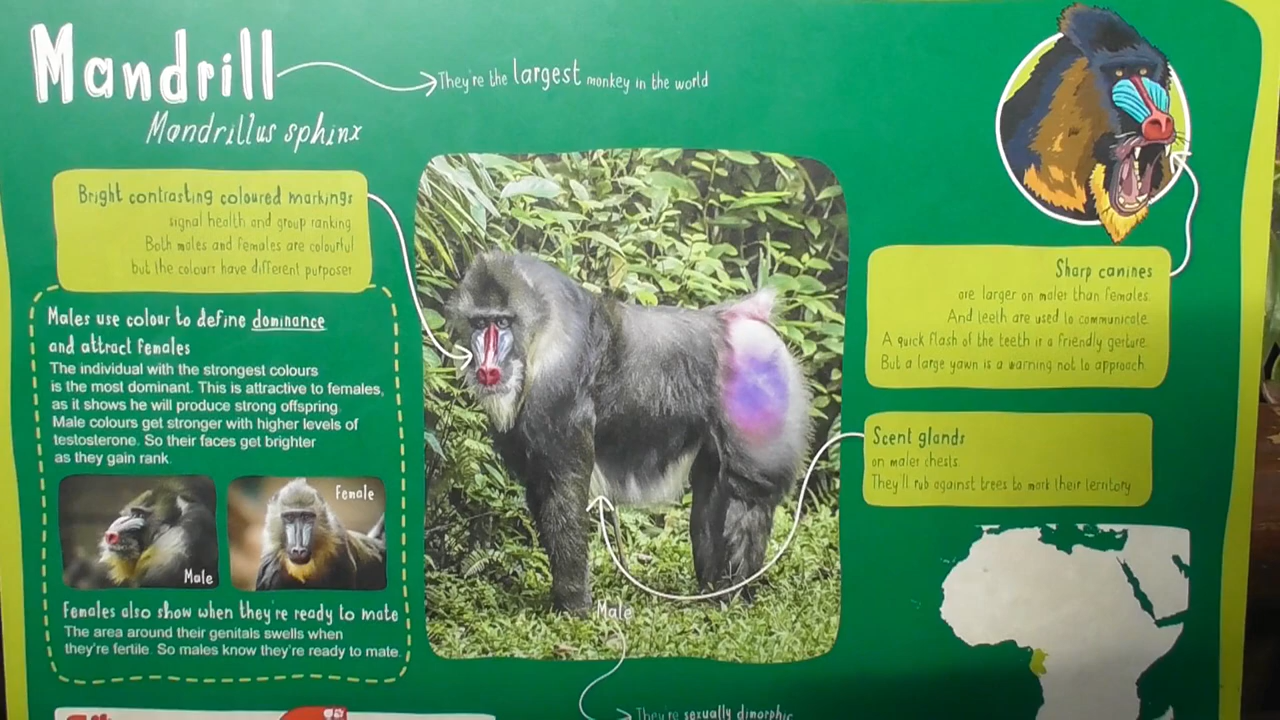 Mandrill
They're the largest monkey in the world
Mandrillus sphinx
Bright contrasting coloured markings
signal health and group ranking
Both males and females are colourful
but the colours have different purposes
Males use colour to define dominance
and attract females
The individual with the strongest colours
is the most dominant. This is attractive to females,
as it shows he will produce strong offspring.
Male colours get stronger with higher levels of
testosterone. So their faces get brighter
as they gain rank.
Male
Female
Females also show when they're ready to mate
The area around their genitals swells when
they're fertile. So males know they're ready to mate.
Male
They're sexually dimorphic
Sharp canines
are larger on males than females.
And teeth are used to communicate.
A quick flash of the teeth is a friendly gesture.
But a large yawn is a warning not to approach.
Scent glands
on males chests.
They'll rub against trees to mark their territory